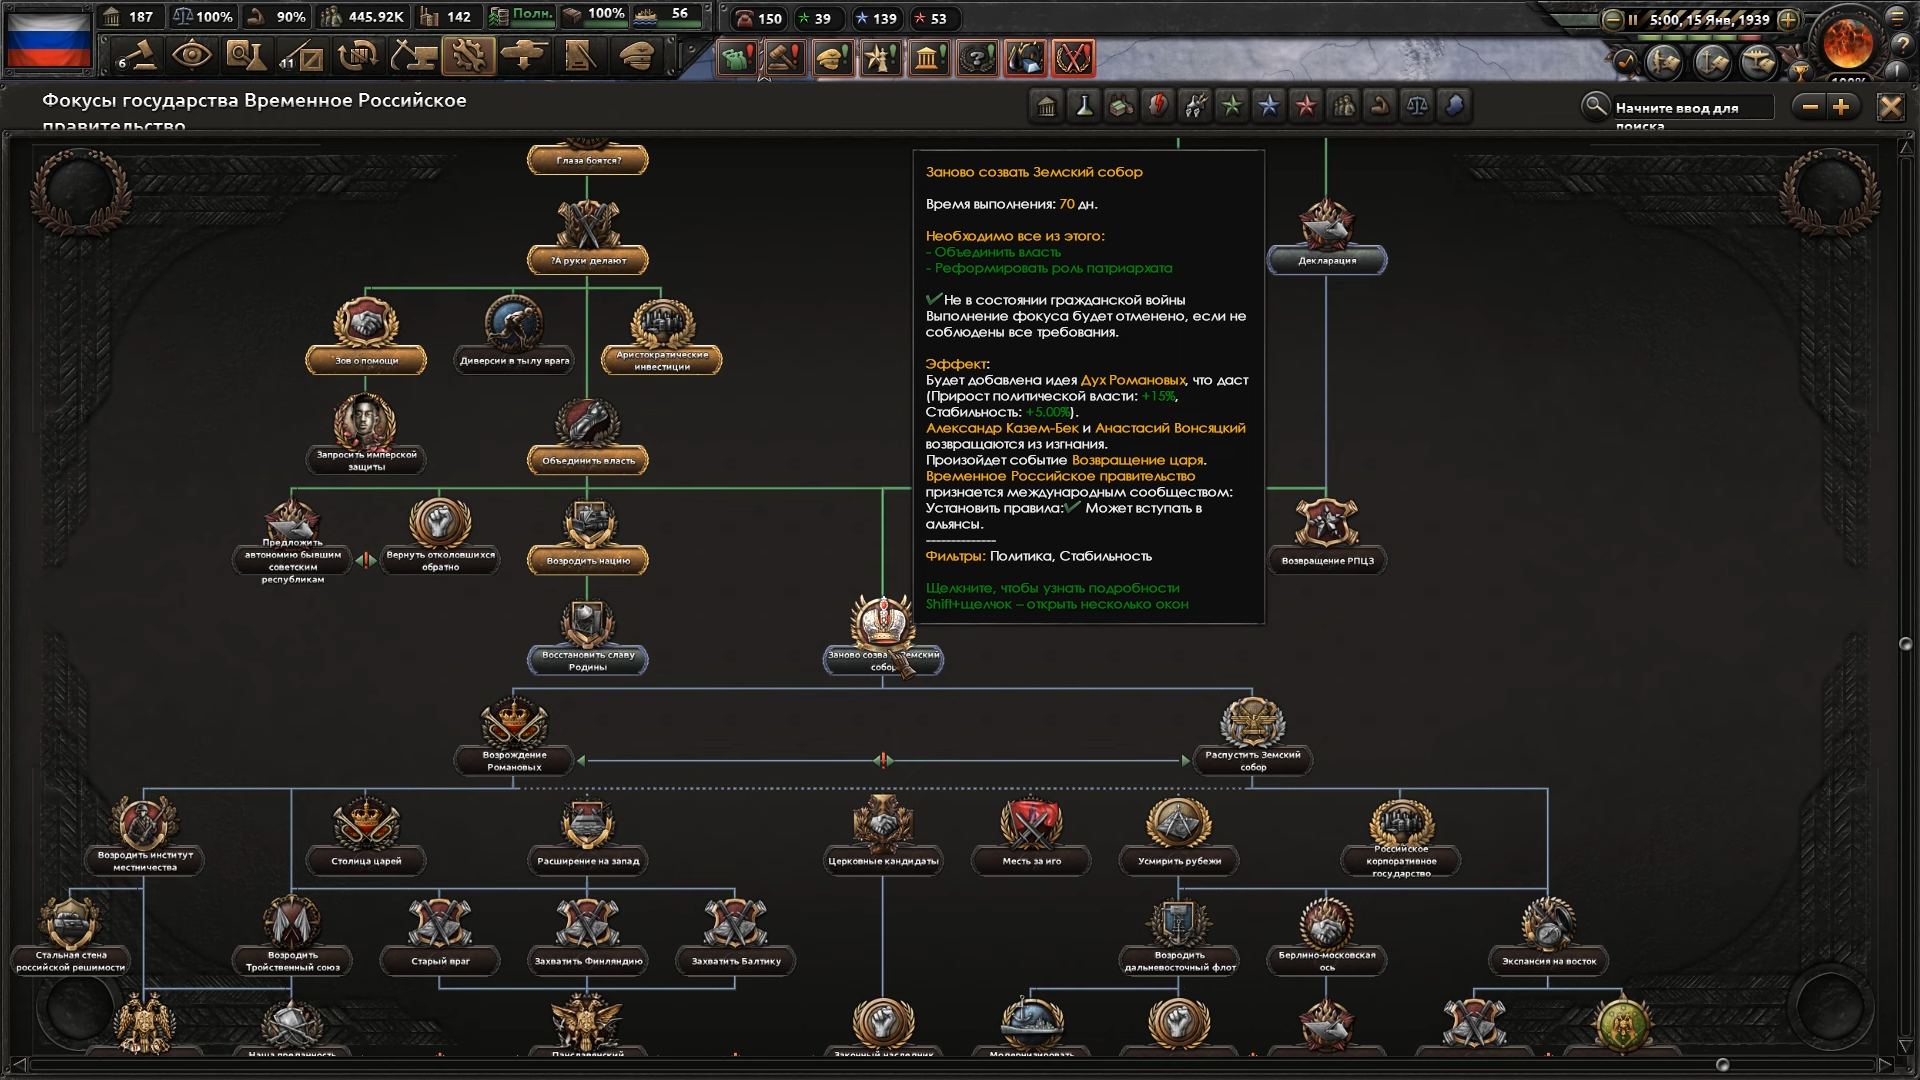 187
100%
90%
445.92K
142
Полн.
100%
56
150
39
139
53
5:00, 15 Янв, 1939
6
11
Фокусы государства Временное Российское
правительство
Начните ввод для
поиска
Глаза боятся?
?А руки делают
Зов о помощи
Диверсии в тылу врага
Аристократические
инвестиции
Запросить имперской
защиты
Объединить власть
Предложить
автономию бывшим
советским
республикам
Вернуть отколовшихся
обратно
Возродить нацию
Восстановить славу
Родины
Заново созвать Земский собор
Время выполнения: 70 дн.
Необходимо все из этого:
- Объединить власть
- Реформировать роль патриархата
Не в состоянии гражданской войны
Выполнение фокуса будет отменено, если не
соблюдены все требования.
Эффект:
Будет добавлена идея Дух Романовых, что даст
(Прирост политической власти: +15%,
Стабильность: +5.00%).
Александр Казем-Бек и Анастасий Вонсяцкий
возвращаются из изгнания.
Произойдет событие Возвращение царя.
Временное Российское правительство
признается международным сообществом:
Установить правила: Может вступать в
альянсы.
--------------
Фильтры: Политика, Стабильность
Щелкните, чтобы узнать подробности
Shift+щелчок – открыть несколько окон
Декларация
Возвращение РПЦЗ
Возрождение
Романовых
Распустить Земский
собор
Возродить институт
местничества
Столица царей
Расширение на запад
Церковные кандидаты
Месть за иго
Усмирить рубежи
Российское
корпоративное
государство
Стальная стена
российской решимости
Возродить
Тройственный союз
Старый враг
Захватить Финляндию
Захватить Балтику
Возродить
дальневосточный флот
Берлино-московская
ось
Экспансия на восток
Наша преданность
Панславянский
Законный наследник
Модернизировать